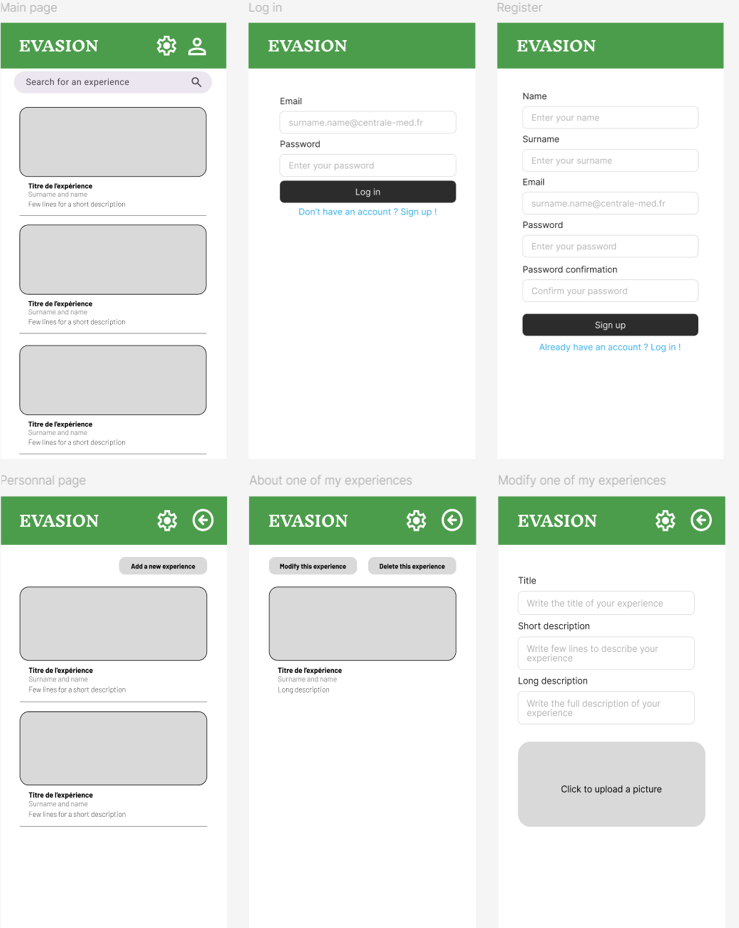 Main page
EVASION
Search for an experience
Titre de l'expérience
Surname and name
Few lines for a short description
Titre de l'expérience
Surname and name
Few lines for a short description
Titre de l'expérience
Surname and name
Few lines for a short description
Log in
EVASION
Email
surname.name@centrale-med.fr
Password
Enter your password
Log in
Don't have an account ? Sign up !
Register
EVASION
Name
Enter your name
Surname
Enter your surname
Email
surname.name@centrale-med.fr
Password
Enter your password
Password confirmation
Confirm your password
Sign up
Already have an account ? Log in !
Personnal page
EVASION
Add a new experience
Titre de l'expérience
Surname and name
Few lines for a short description
Titre de l'expérience
Surname and name
Few lines for a short description
About one of my experiences
EVASION
Modify this experience
Delete this experience
Titre de l'expérience
Surname and name
Long description
Modify one of my experiences
EVASION
Title
Write the title of your experience
Short description
Write few lines to describe your
experience
Long description
Write the full description of your
experience
Click to upload a picture